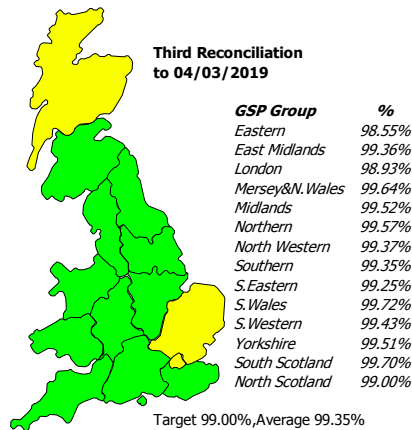 Third Reconciliation
to 04/03/2019
GSP Group %
Eastern 98.55%
East Midlands 99.36%
London 98.93%
Mersey&N.Wales 99.64%
Midlands 99.52%
Northern 99.57%
North Western 99.37%
Southern 99.35%
S.Eastern 99.25%
S.Wales 99.72%
S.Western 99.43%
Yorkshire 99.51%
South Scotland 99.70%
North Scotland 99.00%
Target 99.00%,Average 99.35%